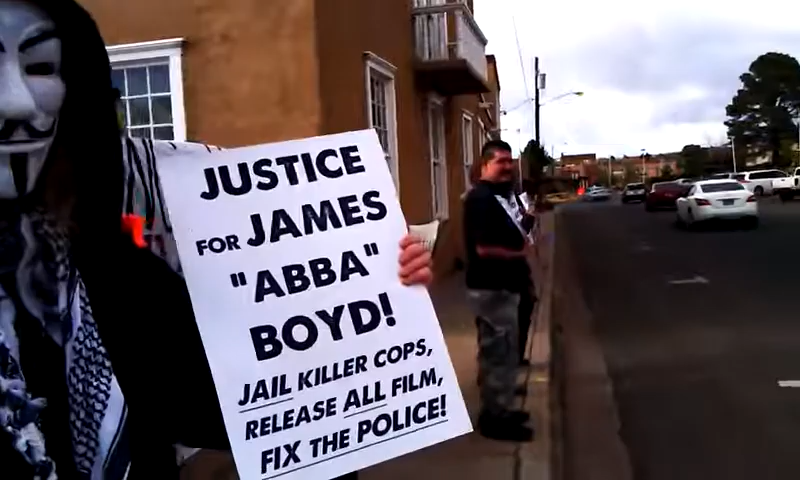 JUSTICE
FOR JAMES
"ABBA"
BOYD!
JAIL KILLER COPS,
RELEASE ALL FILM,
FIX THE POLICE!